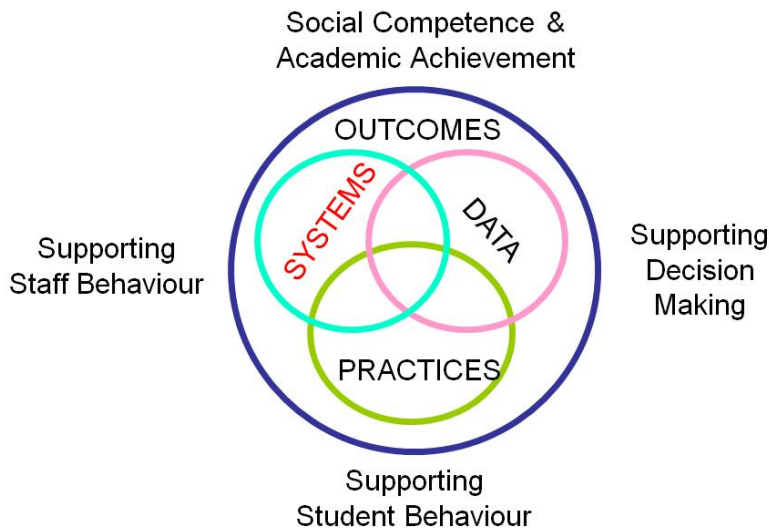 Social Competence &
Academic Achievement
OUTCOMES
SYSTEMS
DATA
Supporting
Staff Behaviour
Supporting
Decision
Making
PRACTICES
Supporting
Student Behaviour